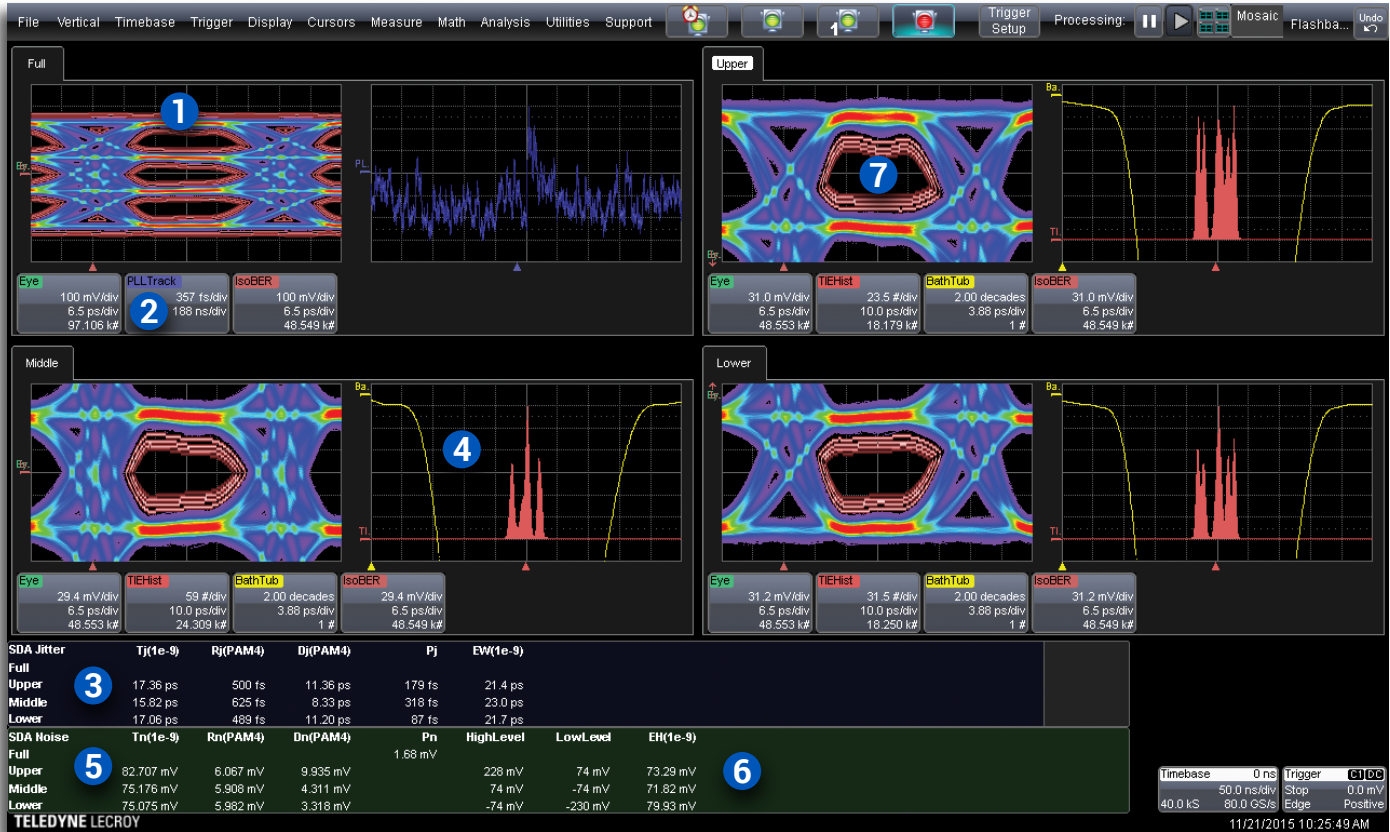 File Vertical Timebase Trigger Display Cursors Measure Math Analysis Utilities Support 1 Trigger Setup Processing: Mosaic Flashba... Undo
Full
1
PL.
Ey.
Eye
100 mV/div
6.5 ps/div
97.106 k#
PLLTrack
357 fs/div
188 ns/div
2
IsoBER
100 mV/div
6.5 ps/div
48.549 k#
Upper
7
Ba.
TI.
Ey.
Eye
31.0 mV/div
6.5 ps/div
48.553 k#
TIEHist
23.5 #/div
10.0 ps/div
18.179 k#
BathTub
2.00 decades
3.88 ps/div
1 #
IsoBER
31.0 mV/div
6.5 ps/div
48.549 k#
Middle
Ba.
4
Ey.
TI.
Eye
29.4 mV/div
6.5 ps/div
48.553 k#
TIEHist
59 #/div
10.0 ps/div
24.309 k#
BathTub
2.00 decades
3.88 ps/div
1 #
IsoBER
29.4 mV/div
6.5 ps/div
48.549 k#
Lower
Ey.
Ba.
TI.
Eye
31.2 mV/div
6.5 ps/div
48.553 k#
TIEHist
31.5 #/div
10.0 ps/div
18.250 k#
BathTub
2.00 decades
3.88 ps/div
1 #
IsoBER
31.2 mV/div
6.5 ps/div
48.549 k#
SDA Jitter Tj(1e-9) Rj(PAM4) Dj(PAM4) Pj EW(1e-9)
Full
3
Upper 17.36 ps 500 fs 11.36 ps 179 fs 21.4 ps
Middle 15.82 ps 625 fs 8.33 ps 318 fs 23.0 ps
Lower 17.06 ps 489 fs 11.20 ps 87 fs 21.7 ps
SDA Noise Tn(1e-9) Rn(PAM4) Dn(PAM4) Pn HighLevel LowLevel EH(1e-9)
Full 1.68 mV
5 6
Upper 82.707 mV 6.067 mV 9.935 mV 228 mV 74 mV 73.29 mV
Middle 75.176 mV 5.908 mV 4.311 mV 74 mV -74 mV 71.82 mV
Lower 75.075 mV 5.982 mV 3.318 mV -74 mV -230 mV 79.93 mV
Timebase 0 ns
50.0 ns/div
40.0 kS 80.0 GS/s
Trigger C1 DC
Stop 0.0 mV
Edge Positive
TELEDYNE LECROY
11/21/2015 10:25:49 AM